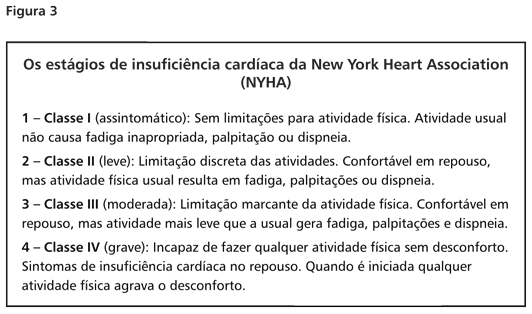 Figura 3
Os estágios de insuficiência cardíaca da New York Heart Association
(NYHA)
1 – Classe I (assintomático): Sem limitações para atividade física. Atividade usual
não causa fadiga inapropriada, palpitação ou dispneia.
2 – Classe II (leve): Limitação discreta das atividades. Confortável em repouso,
mas atividade física usual resulta em fadiga, palpitações ou dispneia.
3 – Classe III (moderada): Limitação marcante da atividade física. Confortável em
repouso, mas atividade mais leve que a usual gera fadiga, palpitações e dispneia.
4 – Classe IV (grave): Incapaz de fazer qualquer atividade física sem desconforto.
Sintomas de insuficiência cardíaca no repouso. Quando é iniciada qualquer
atividade física agrava o desconforto.